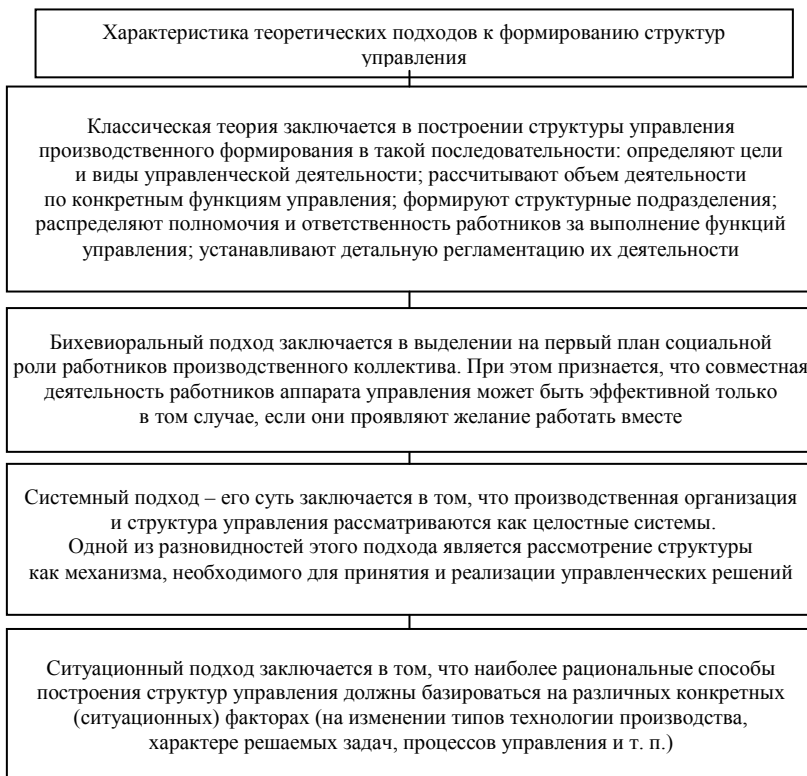 Характеристика теоретических подходов к формированию структур
управления
Классическая теория заключается в построении структуры управления
производственного формирования в такой последовательности: определяют цели
и виды управленческой деятельности; рассчитывают объем деятельности
по конкретным функциям управления; формируют структурные подразделения;
распределяют полномочия и ответственность работников за выполнение функций
управления; устанавливают детальную регламентацию их деятельности
Бихевиоральный подход заключается в выделении на первый план социальной
роли работников производственного коллектива. При этом признается, что совместная
деятельность работников аппарата управления может быть эффективной только
в том случае, если они проявляют желание работать вместе
Системный подход – его суть заключается в том, что производственная организация
и структура управления рассматриваются как целостные системы.
Одной из разновидностей этого подхода является рассмотрение структуры
как механизма, необходимого для принятия и реализации управленческих решений
Ситуационный подход заключается в том, что наиболее рациональные способы
построения структур управления должны базироваться на различных конкретных
(ситуационных) факторах (на изменении типов технологии производства,
характере решаемых задач, процессов управления и т. п.)